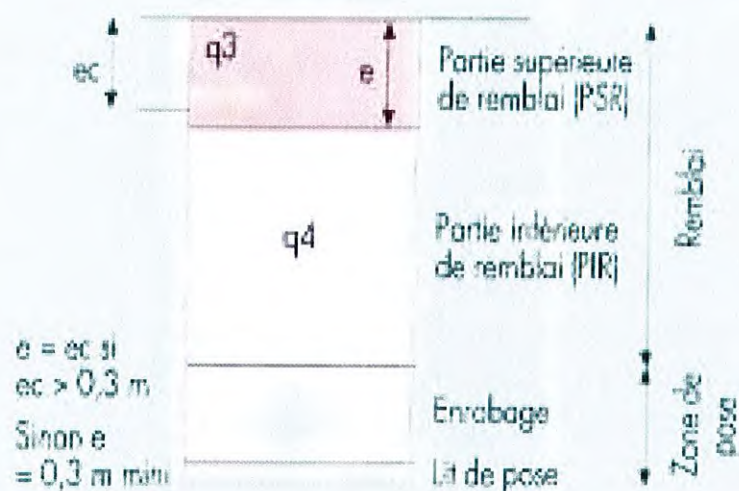 ec
q3
e
Partie supérieure
de remblai (PSR)
q4
Partie inférieure
de remblai (PIR)
Remblai
e = ec si
ec > 0,3 m
Sinon e
= 0,3 m mini
Enrobage
Lit de pose
Zone de
pose